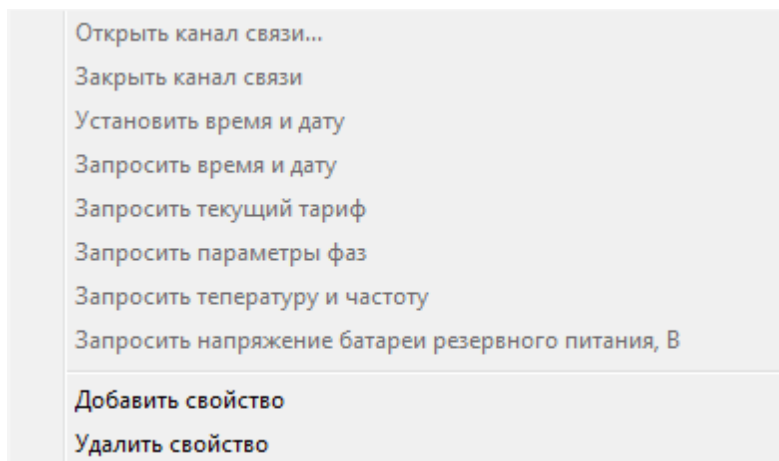 Открыть канал связи...
Закрыть канал связи
Установить время и дату
Запросить время и дату
Запросить текущий тариф
Запросить параметры фаз
Запросить теператур​у и частоту
Запросить напряжение батареи резервного питания, В
Добавить свойство
Удалить свойство